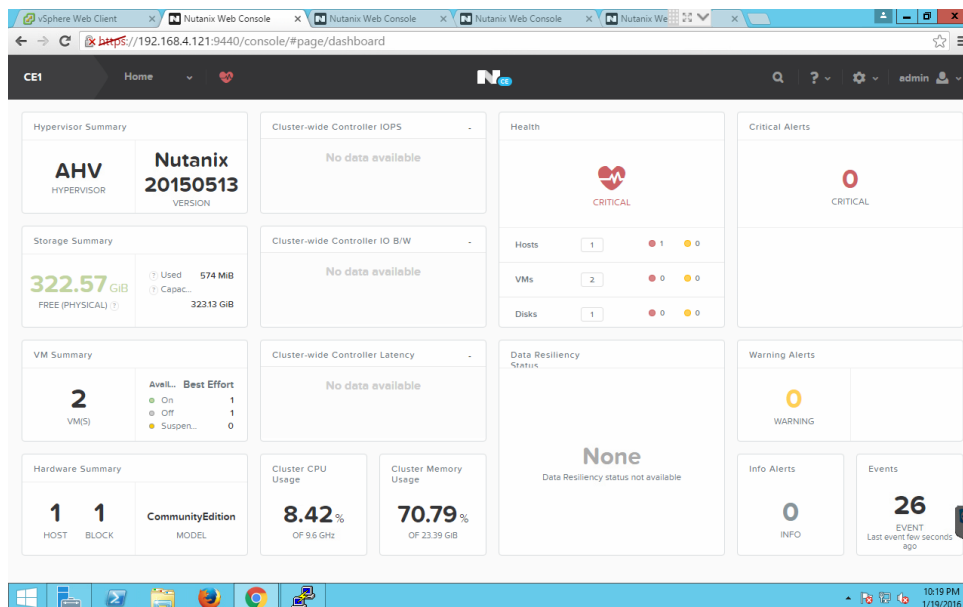 vSphere Web Client
Nutanix Web Console
Nutanix Web Console
Nutanix Web Console
Nutanix We
https://192.168.4.121:9440/console/#page/dashboard
CE1
Home
N
CE
?
admin
Hypervisor Summary
AHV
HYPERVISOR
Nutanix
20150513
VERSION
Cluster-wide Controller IOPS -
No data available
Health
CRITICAL
Hosts 1 1 0
VMs 2 0 0
Disks 1 0 0
Critical Alerts
0
CRITICAL
Storage Summary
322.57 GiB
FREE (PHYSICAL) ?
? Used 574 MiB
? Capac...
323.13 GiB
Cluster-wide Controller IO B/W -
No data available
VM Summary
2
VM(S)
Avail... Best Effort
On 1
Off 1
Suspen... 0
Cluster-wide Controller Latency -
No data available
Data Resiliency
Status
None
Data Resiliency status not available
Warning Alerts
0
WARNING
Hardware Summary
1
HOST
1
BLOCK
CommunityEdition
MODEL
Cluster CPU
Usage
8.42 %
OF 9.6 GHz
Cluster Memory
Usage
70.79 %
OF 23.39 GiB
Info Alerts
0
INFO
Events
26
EVENT
Last event few seconds
ago
10:19 PM
1/19/2016